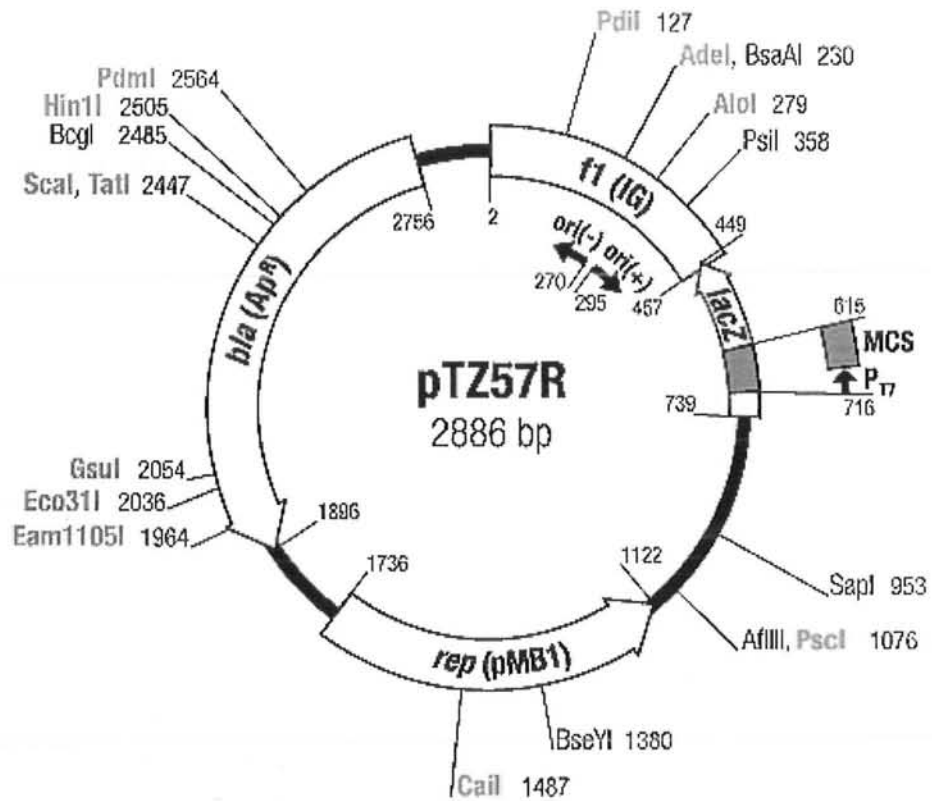 PdiI 127
AdeI, BsaAI 230
AloI 279
PsiI 358
PdmI 2564
Hin1I 2505
BcgI 2485
ScaI, TatI 2447
f1 (IG)
2756
2
449
ori(-) ori(+)
270
295
457
lacZ
615
MCS
P T7
716
739
bla (Ap R)
pTZ57R
2886 bp
GsuI 2054
Eco31I 2036
Eam1105I 1964
1896
1736
1122
SapI 953
AflIII, PscI 1076
rep (pMB1)
BseYI 1380
CaiI 1487